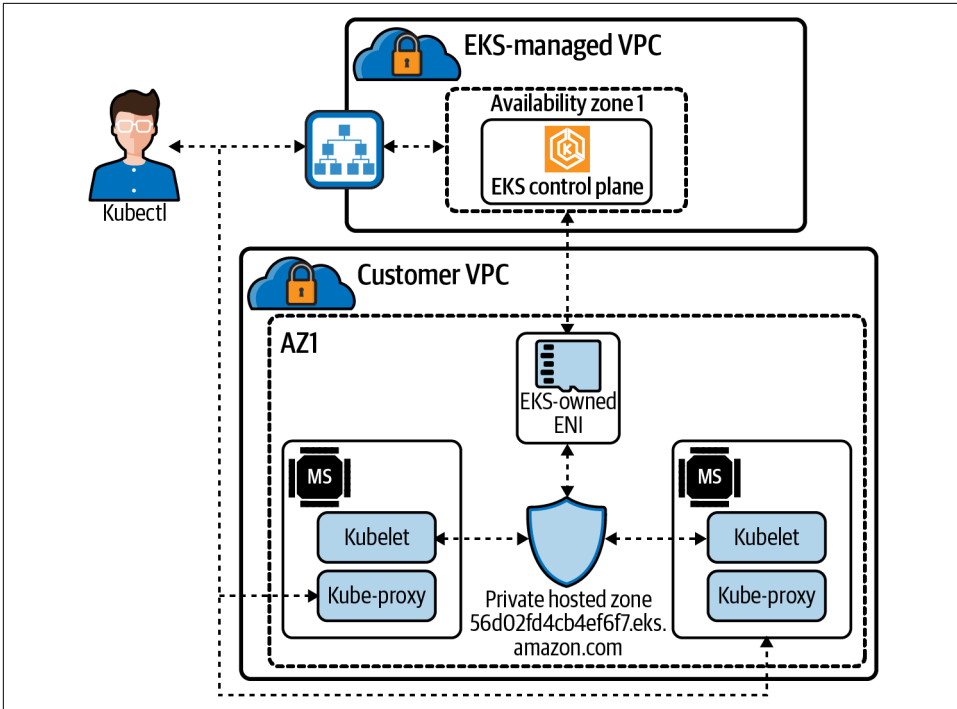 EKS-managed VPC
Availability zone 1
K
EKS control plane
Kubectl
Customer VPC
AZ1
EKS-owned
ENI
MS
Kubelet
Kube-proxy
MS
Kubelet
Kube-proxy
Private hosted zone
56d02fd4cb4ef6f7.eks.
amazon.com